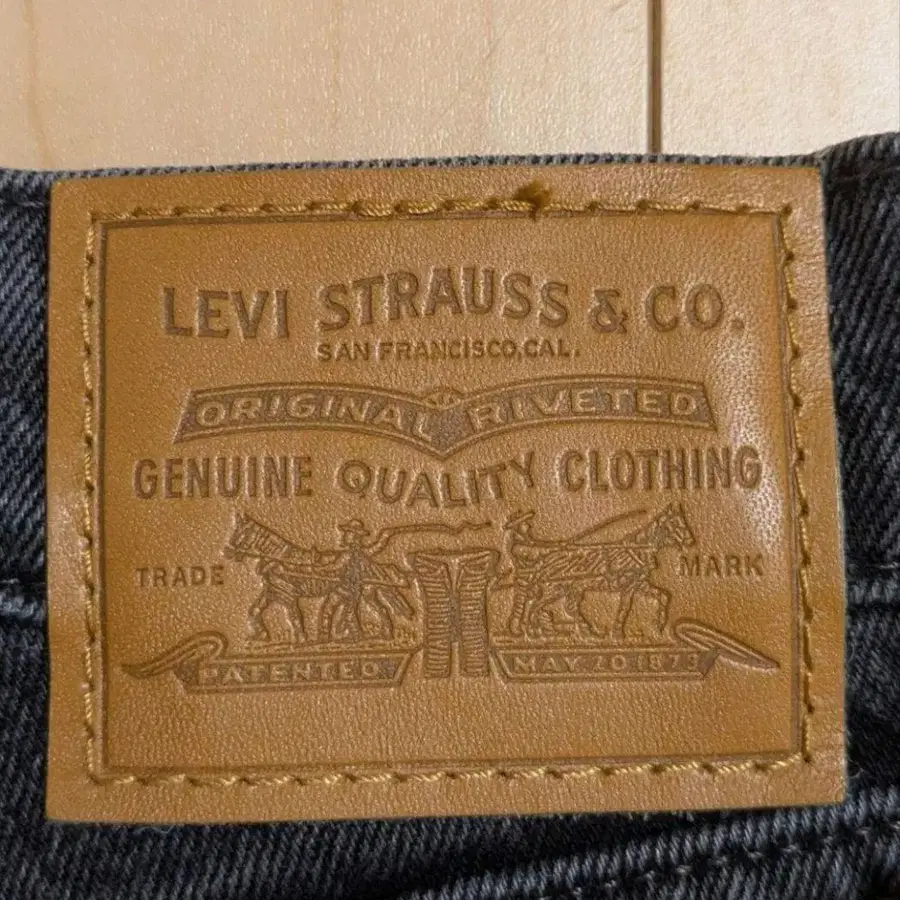 LEVI STRAUSS & CO.
SAN FRANCISCO, CAL.
ORIGINAL RIVETED
GENUINE QUALITY CLOTHING
TRADE MARK
PATENTED MAY 20 1873